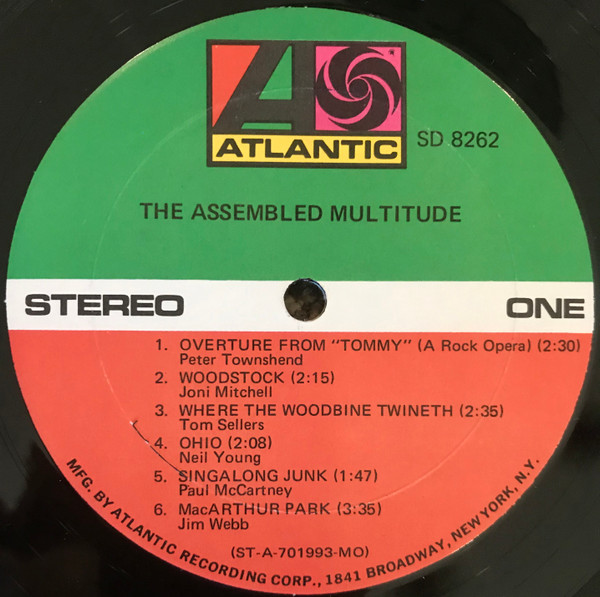 ATLANTIC
SD 8262
THE ASSEMBLED MULTITUDE
STEREO
ONE
1. OVERTURE FROM "TOMMY" (A Rock Opera) (2:30)
Peter Townshend
2. WOODSTOCK (2:15)
Joni Mitchell
3. WHERE THE WOODBINE TWINETH (2:35)
Tom Sellers
4. OHIO (2:08)
Neil Young
5. SINGALONG JUNK (1:47)
Paul McCartney
6. MacARTHUR PARK (3:35)
Jim Webb
(ST-A-701993-MO)
MFG. BY ATLANTIC RECORDING CORP., 1841 BROADWAY, NEW YORK, N.Y.